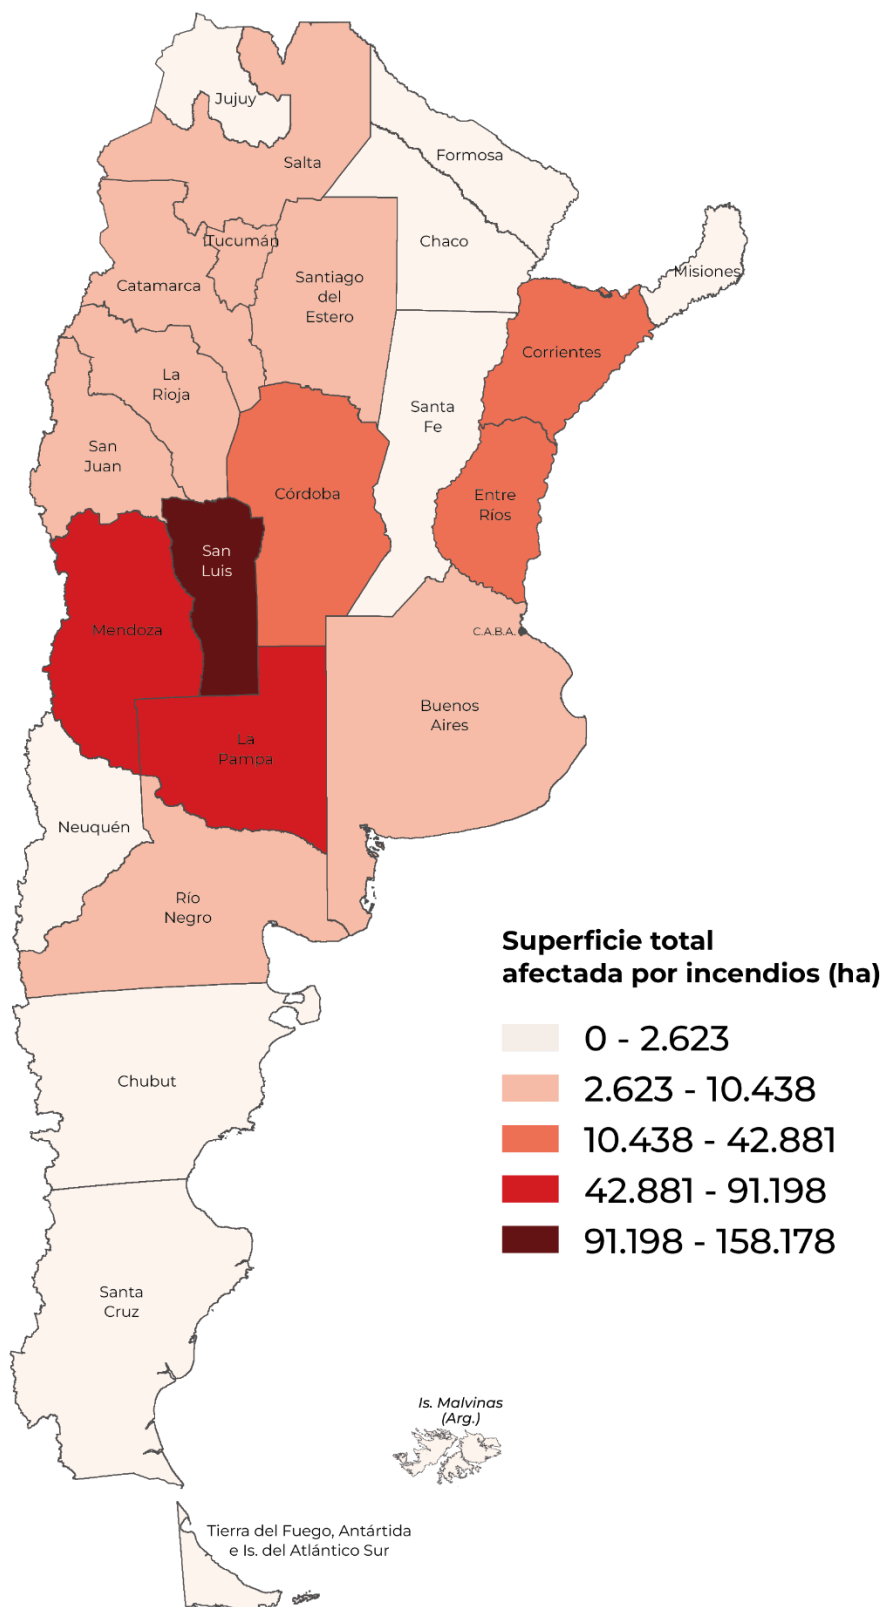 Jujuy
Salta
Formosa
Chaco
Misiones
Tucumán
Catamarca
Santiago
del
Estero
Corrientes
La
Rioja
Santa
Fe
San
Juan
Córdoba
Entre
Ríos
San
Luis
Mendoza
C.A.B.A.
Buenos
Aires
La
Pampa
Neuquén
Río
Negro
Superficie total
afectada por incendios (ha)
0 - 2.623
2.623 - 10.438
10.438 - 42.881
42.881 - 91.198
91.198 - 158.178
Chubut
Santa
Cruz
Is. Malvinas
(Arg.)
Tierra del Fuego, Antártida
e Is. del Atlántico Sur